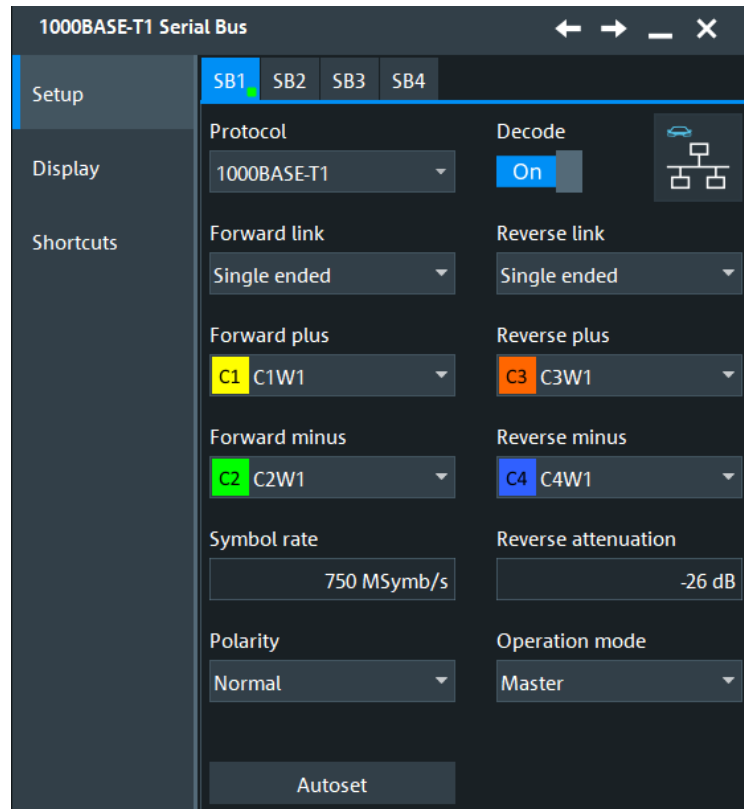 1000BASE-T1 Serial Bus
Setup
Display
Shortcuts
SB1 SB2 SB3 SB4
Protocol Decode
1000BASE-T1 On
Forward link Reverse link
Single ended Single ended
Forward plus Reverse plus
C1 C1W1 C3 C3W1
Forward minus Reverse minus
C2 C2W1 C4 C4W1
Symbol rate Reverse attenuation
750 MSymb/s -26 dB
Polarity Operation mode
Normal Master
Autoset